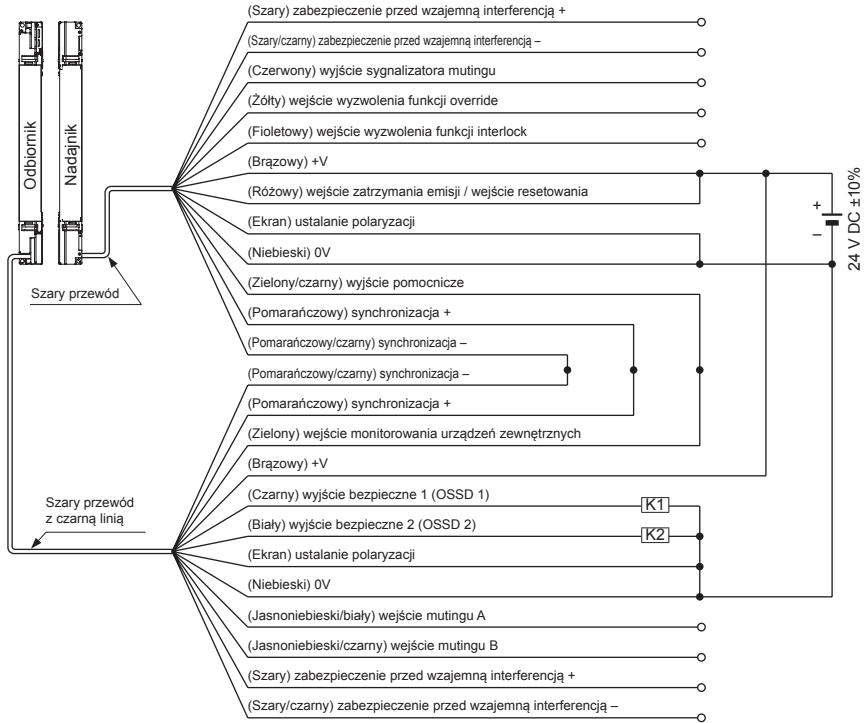 (Szary) zabezpieczenie przed wzajemną interferencją +
(Szary/czarny) zabezpieczenie przed wzajemną interferencją –
(Czerwony) wyjście sygnalizatora mutingu
(Żółty) wejście wyzwolenia funkcji override
(Fioletowy) wejście wyzwolenia funkcji interlock
(Brązowy) +V
(Różowy) wejście zatrzymania emisji / wejście resetowania
(Ekran) ustalanie polaryzacji
(Niebieski) 0V
(Zielony/czarny) wyjście pomocnicze
(Pomarańczowy) synchronizacja +
(Pomarańczowy/czarny) synchronizacja –
(Pomarańczowy/czarny) synchronizacja –
(Pomarańczowy) synchronizacja +
(Zielony) wejście monitorowania urządzeń zewnętrznych
(Brązowy) +V
(Czarny) wyjście bezpieczne 1 (OSSD 1)
K1
(Biały) wyjście bezpieczne 2 (OSSD 2)
K2
(Ekran) ustalanie polaryzacji
(Niebieski) 0V
(Jasnoniebieski/biały) wejście mutingu A
(Jasnoniebieski/czarny) wejście mutingu B
(Szary) zabezpieczenie przed wzajemną interferencją +
(Szary/czarny) zabezpieczenie przed wzajemną interferencją –
Odbiornik
Nadajnik
Szary przewód
Szary przewód
z czarną linią
+
–
24 V DC ±10%